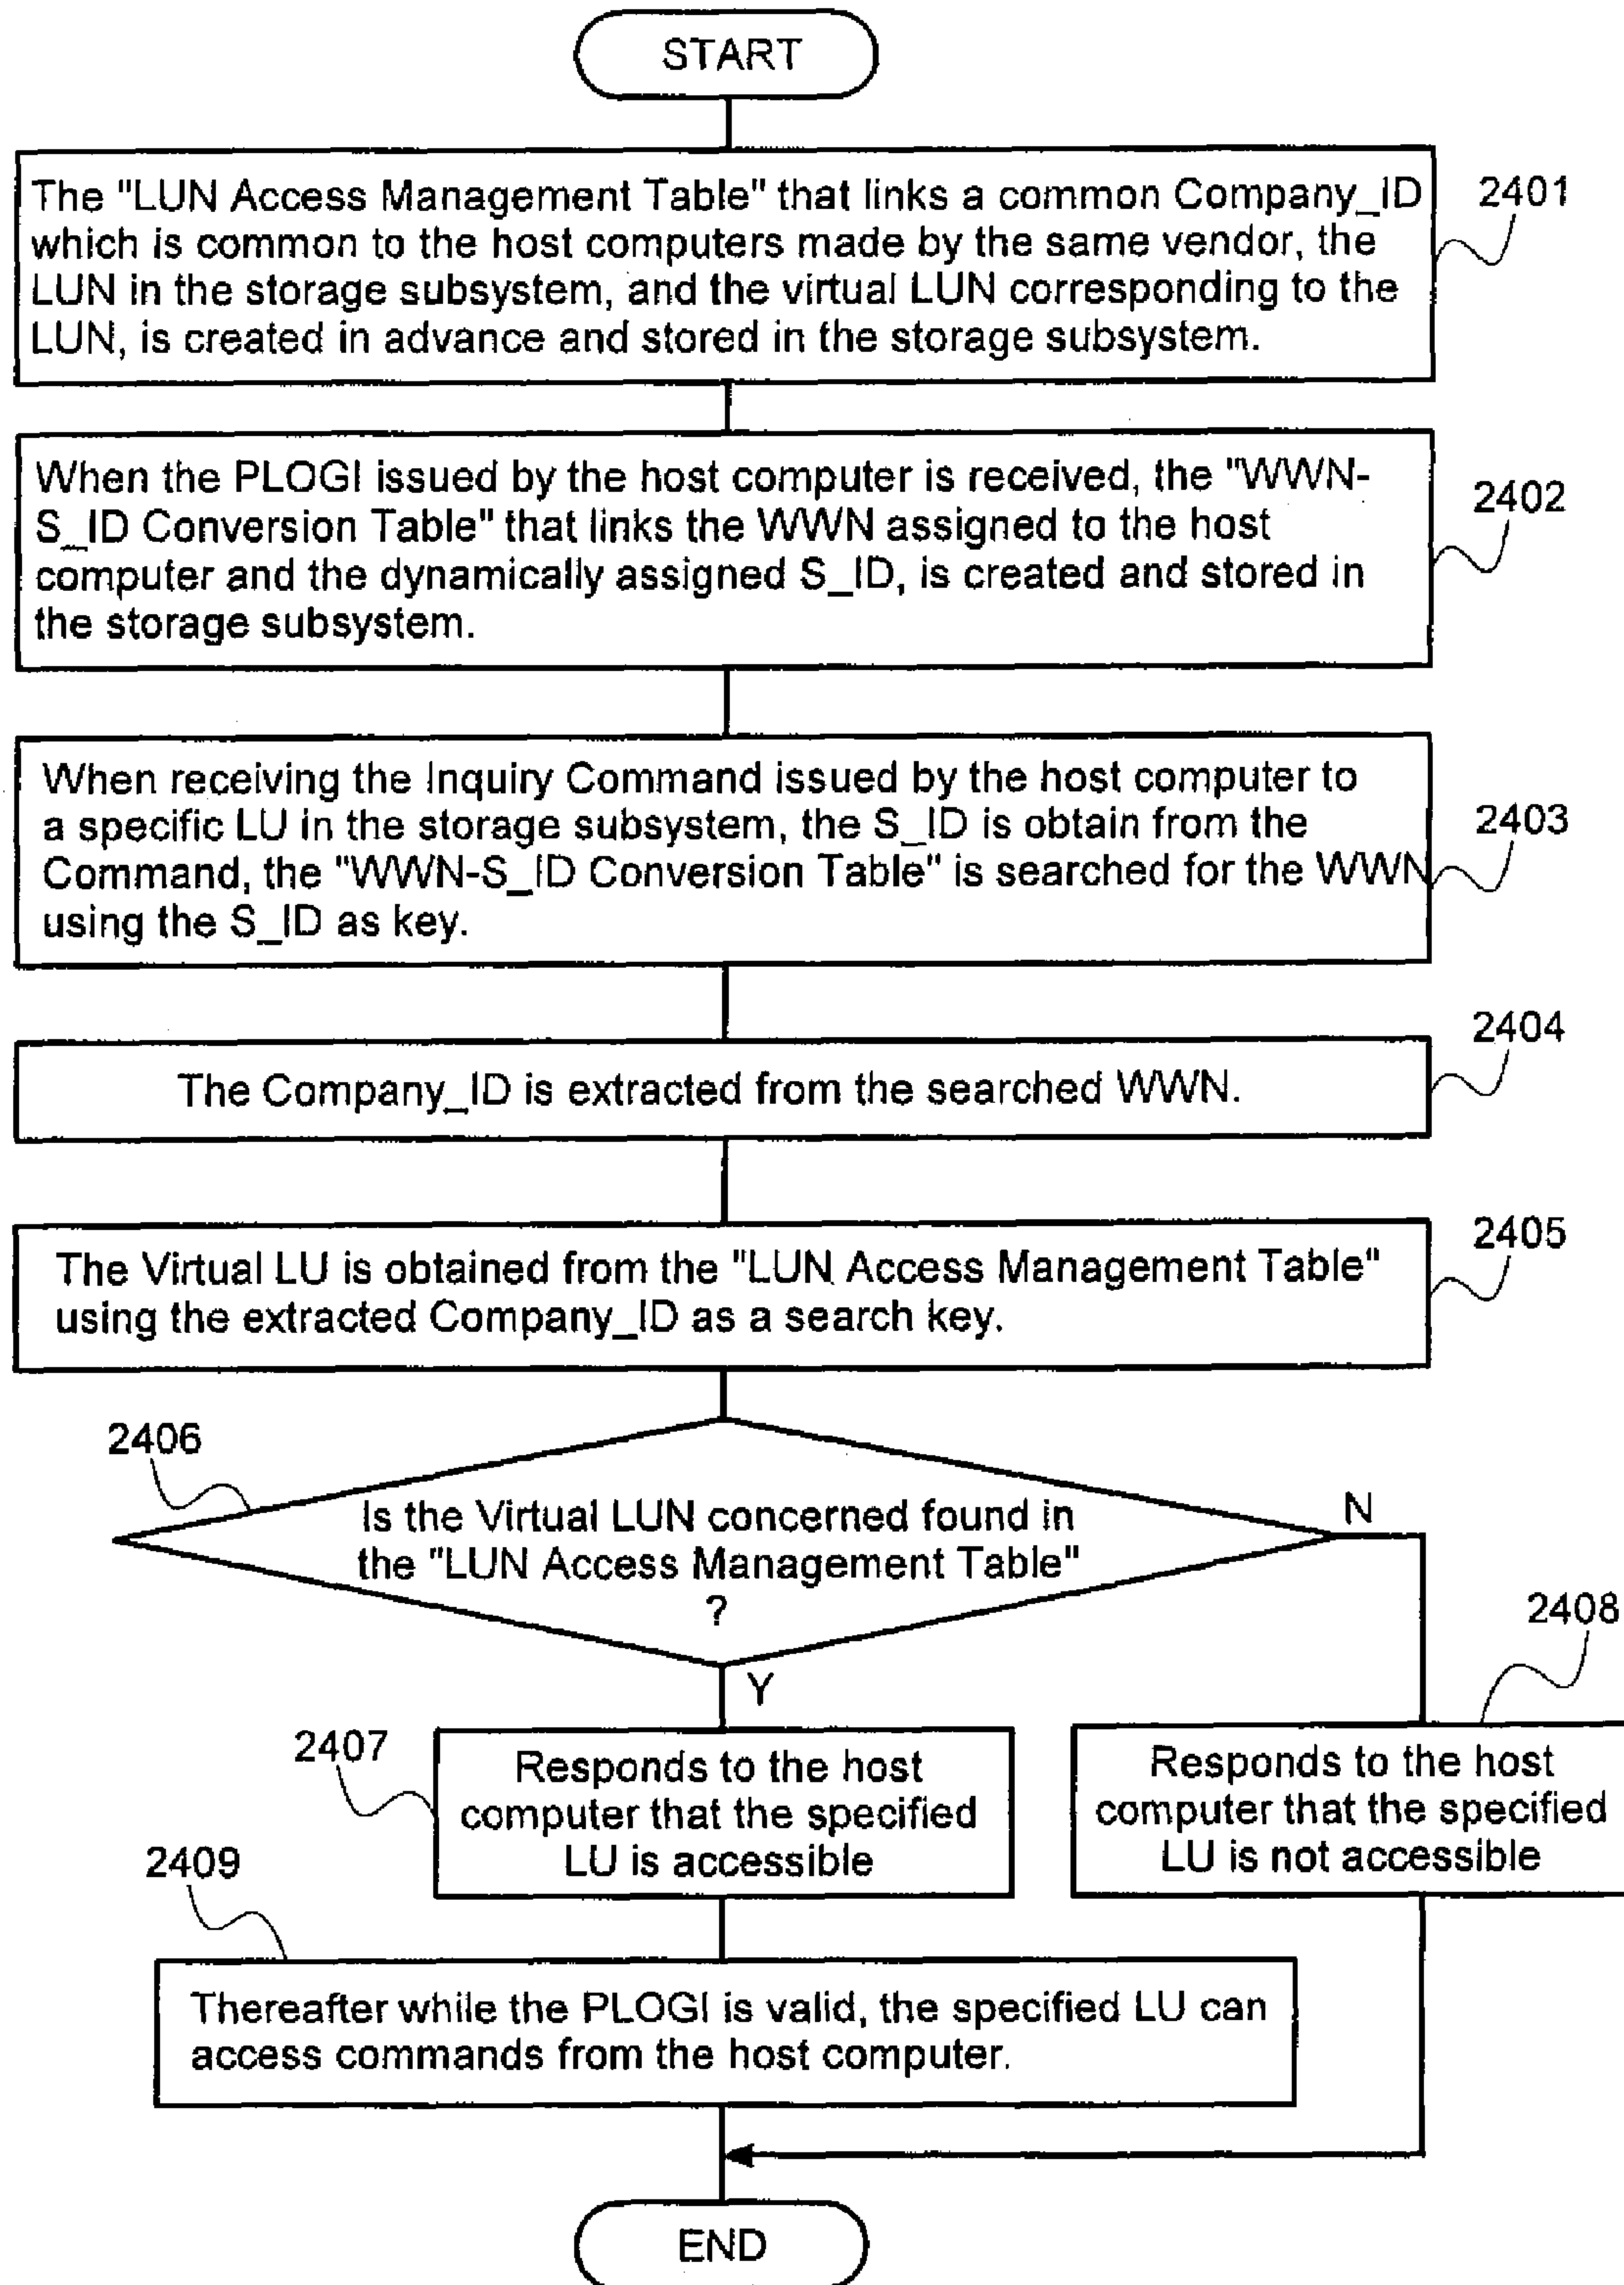 START
The "LUN Access Management Table" that links a common Company_ID
which is common to the host computers made by the same vendor, the
LUN in the storage subsystem, and the virtual LUN corresponding to the
LUN, is created in advance and stored in the storage subsystem.
2401
When the PLOGI issued by the host computer is received, the "WWN-
S_ID Conversion Table" that links the WWN assigned to the host
computer and the dynamically assigned S_ID, is created and stored in
the storage subsystem.
2402
When receiving the Inquiry Command issued by the host computer to
a specific LU in the storage subsystem, the S_ID is obtain from the
Command, the "WWN-S_ID Conversion Table" is searched for the WWN
using the S_ID as key.
2403
2404
The Company_ID is extracted from the searched WWN.
2405
The Virtual LU is obtained from the "LUN Access Management Table"
using the extracted Company_ID as a search key.
2406
Is the Virtual LUN concerned found in
the "LUN Access Management Table"
?
N
Y
2408
2407
Responds to the host
computer that the specified
LU is accessible
Responds to the host
computer that the specified
LU is not accessible
2409
Thereafter while the PLOGI is valid, the specified LU can
access commands from the host computer.
END